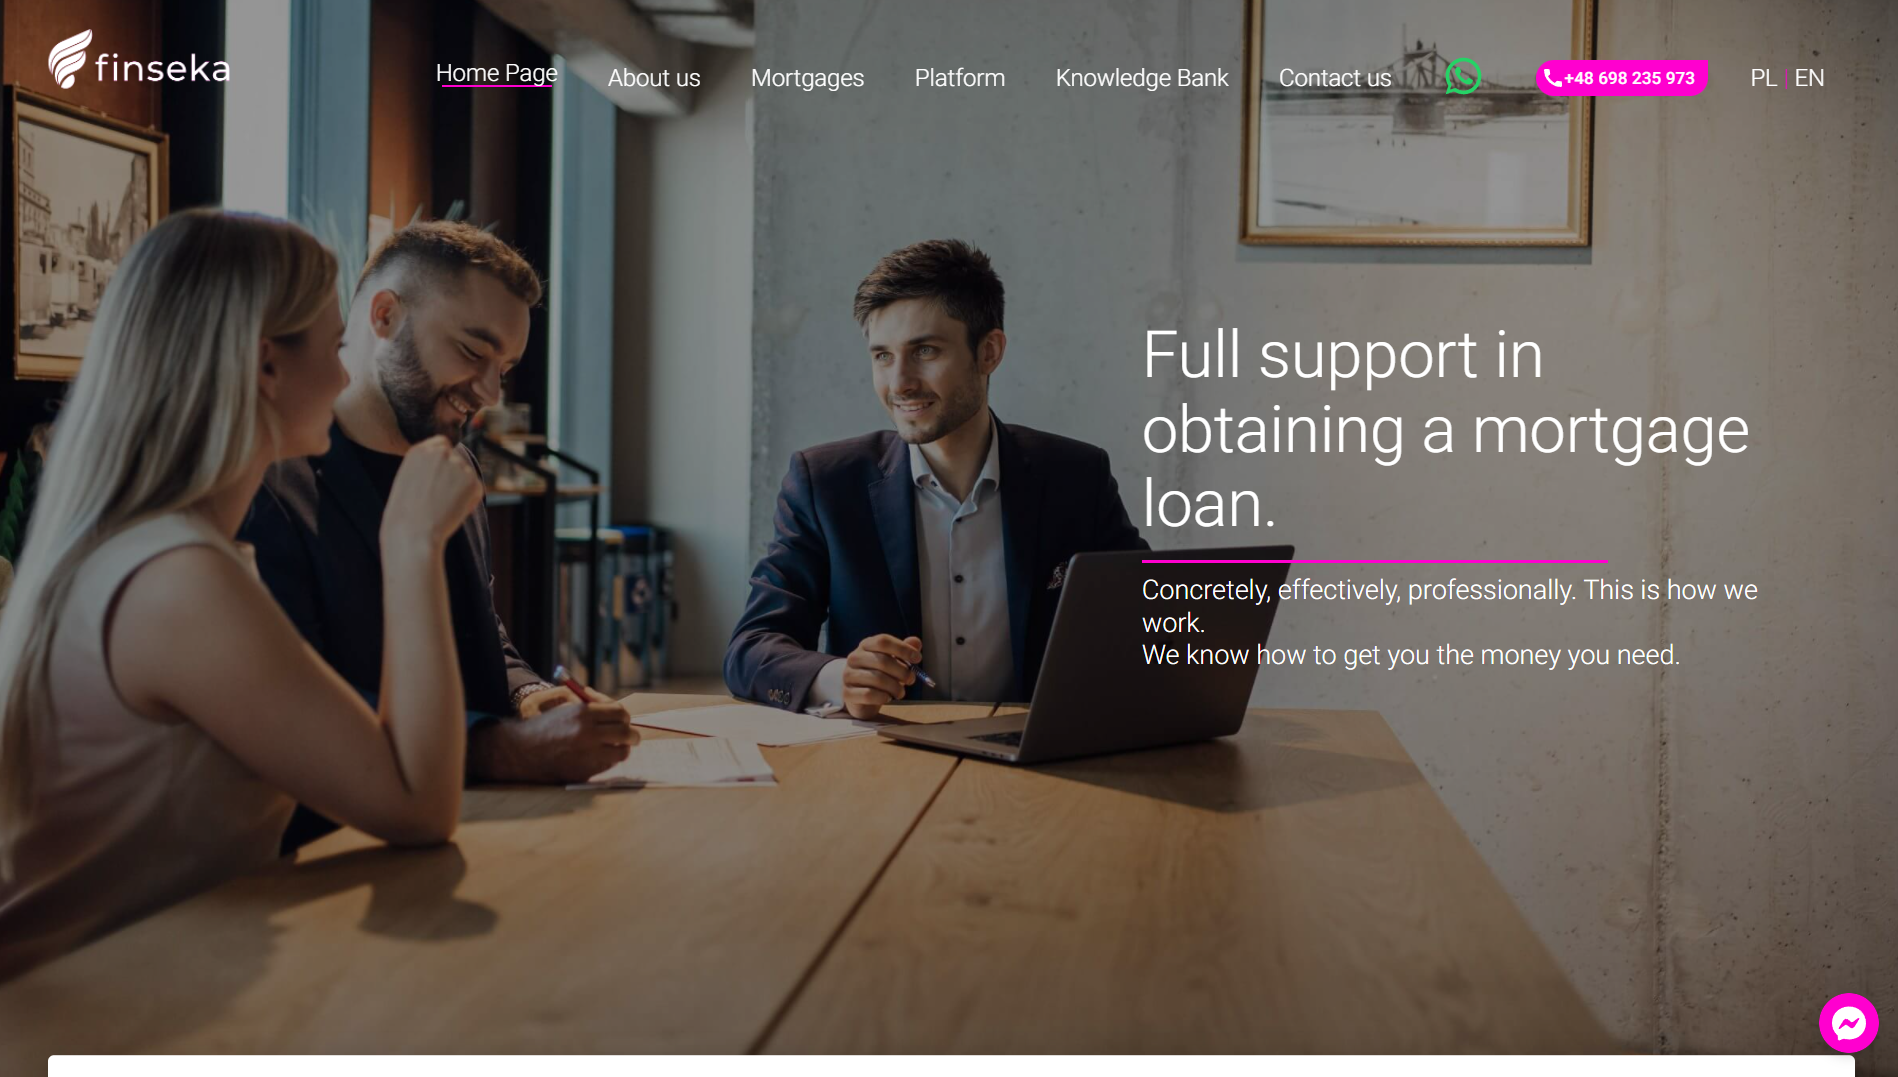 finseka
Home Page
About us
Mortgages
Platform
Knowledge Bank
Contact us
+48 698 235 973
PL | EN
Full support in
obtaining a mortgage
loan.
Concretely, effectively, professionally. This is how we
work.
We know how to get you the money you need.